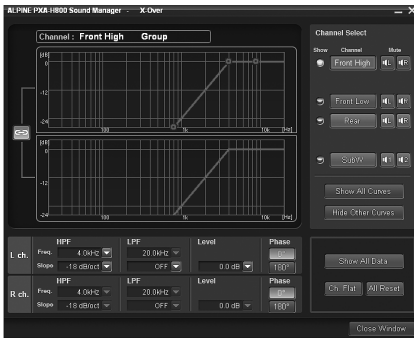 ALPINE PXA-H800 Sound Manager - X-Over
Channel : Front High Group
[dB]
0
-12
-24
100 1k 10k [Hz]
[dB]
0
-12
-24
100 1k 10k [Hz]
Channel Select
Show Channel Mute
Front High L R
Front Low L R
Rear L R
SubW 1 2
Show All Curves
Hide Other Curves
HPF LPF Level Phase
L ch. Freq. 4.0kHz 20.0kHz 0°
Slope -18 dB/oct OFF 0.0 dB 180°
HPF LPF Level Phase
R ch. Freq. 4.0kHz 20.0kHz 0°
Slope -18 dB/oct OFF 0.0 dB 180°
Show All Data
Ch. Flat All Reset
Close Window